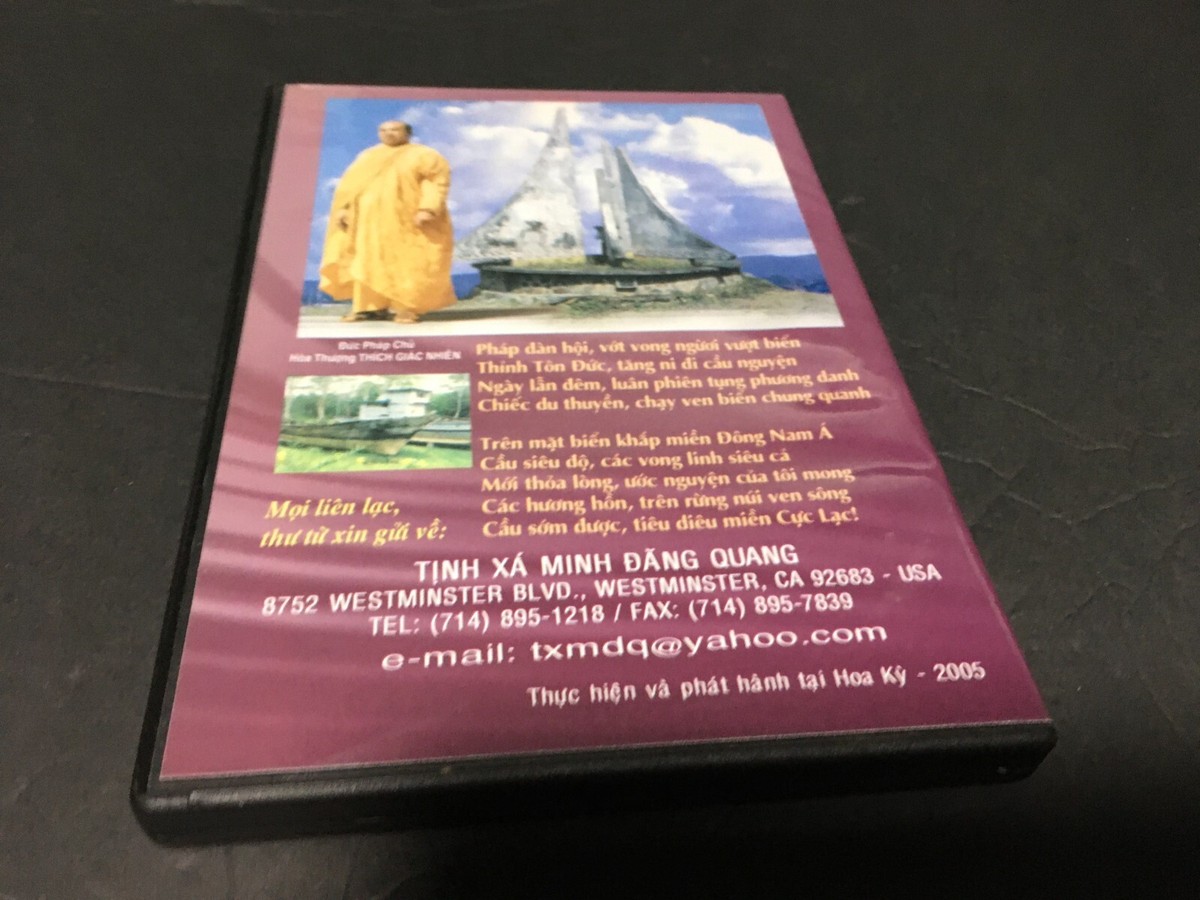 Đức Pháp Chủ
Hòa Thượng THÍCH GIÁC NHIÊN
Pháp đàn hội, vớt vong người vượt biển
Thỉnh Tôn Đức, tăng ni đi cầu nguyện
Ngày lẫn đêm, luân phiên tụng phương danh
Chiếc du thuyền, chạy ven biển chung quanh
Trên mặt biển khắp miền Đông Nam Á
Cầu siêu độ, các vong linh siêu cả
Mới thỏa lòng, ước nguyện của tôi mong
Các hương hồn, trên rừng núi ven sông
Cầu sớm được, tiêu diêu miền Cực Lạc!
Mọi liên lạc,
thư từ xin gửi về:
TỊNH XÁ MINH ĐĂNG QUANG
8752 WESTMINSTER BLVD., WESTMINSTER, CA 92683 - USA
TEL: (714) 895-1218 / FAX: (714) 895-7839
e-mail: txmdq@yahoo.com
Thực hiện và phát hành tại Hoa Kỳ - 2005